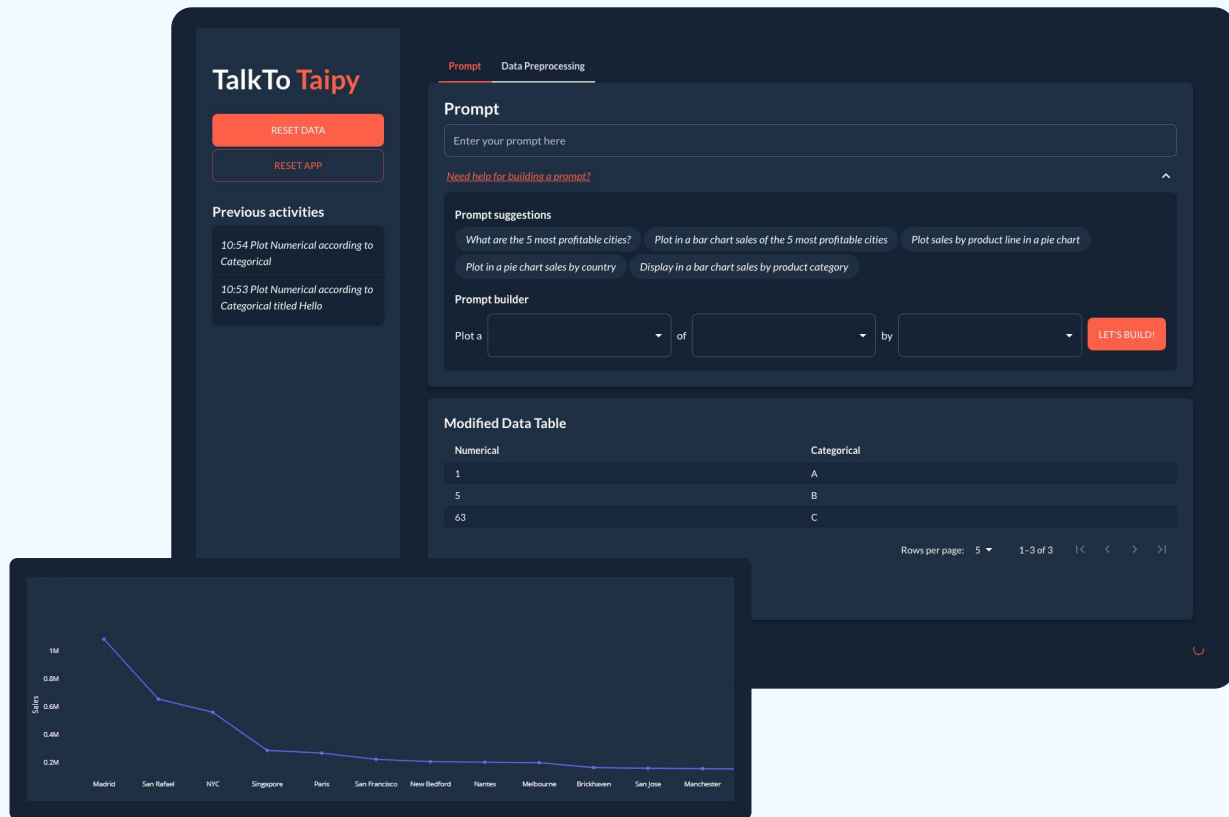 TalkTo Taipy
RESET DATA
RESET APP
Previous activities
10:54 Plot Numerical according to
Categorical
10:53 Plot Numerical according to
Categorical titled Hello
Prompt Data Preprocessing
Prompt
Enter your prompt here
Need help for building a prompt?
Prompt suggestions
What are the 5 most profitable cities? Plot in a bar chart sales of the 5 most profitable cities Plot sales by product line in a pie chart
Plot in a pie chart sales by country Display in a bar chart sales by product category
Prompt builder
Plot a of by LET'S BUILD!
Modified Data Table
Numerical Categorical
1 A
5 B
63 C
Rows per page: 5 1–3 of 3
Sales
1M
0.8M
0.6M
0.4M
0.2M
Madrid San Rafael NYC Singapore Paris San Francisco New Bedford Nantes Melbourne Brickhaven San Jose Manchester